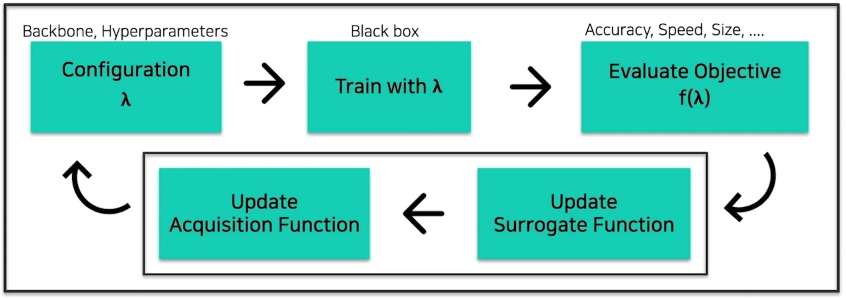 Backbone, Hyperparameters
Black box
Accuracy, Speed, Size, ....
Configuration
λ
Train with λ
Evaluate Objective
f(λ)
Update
Acquisition Function
Update
Surrogate Function